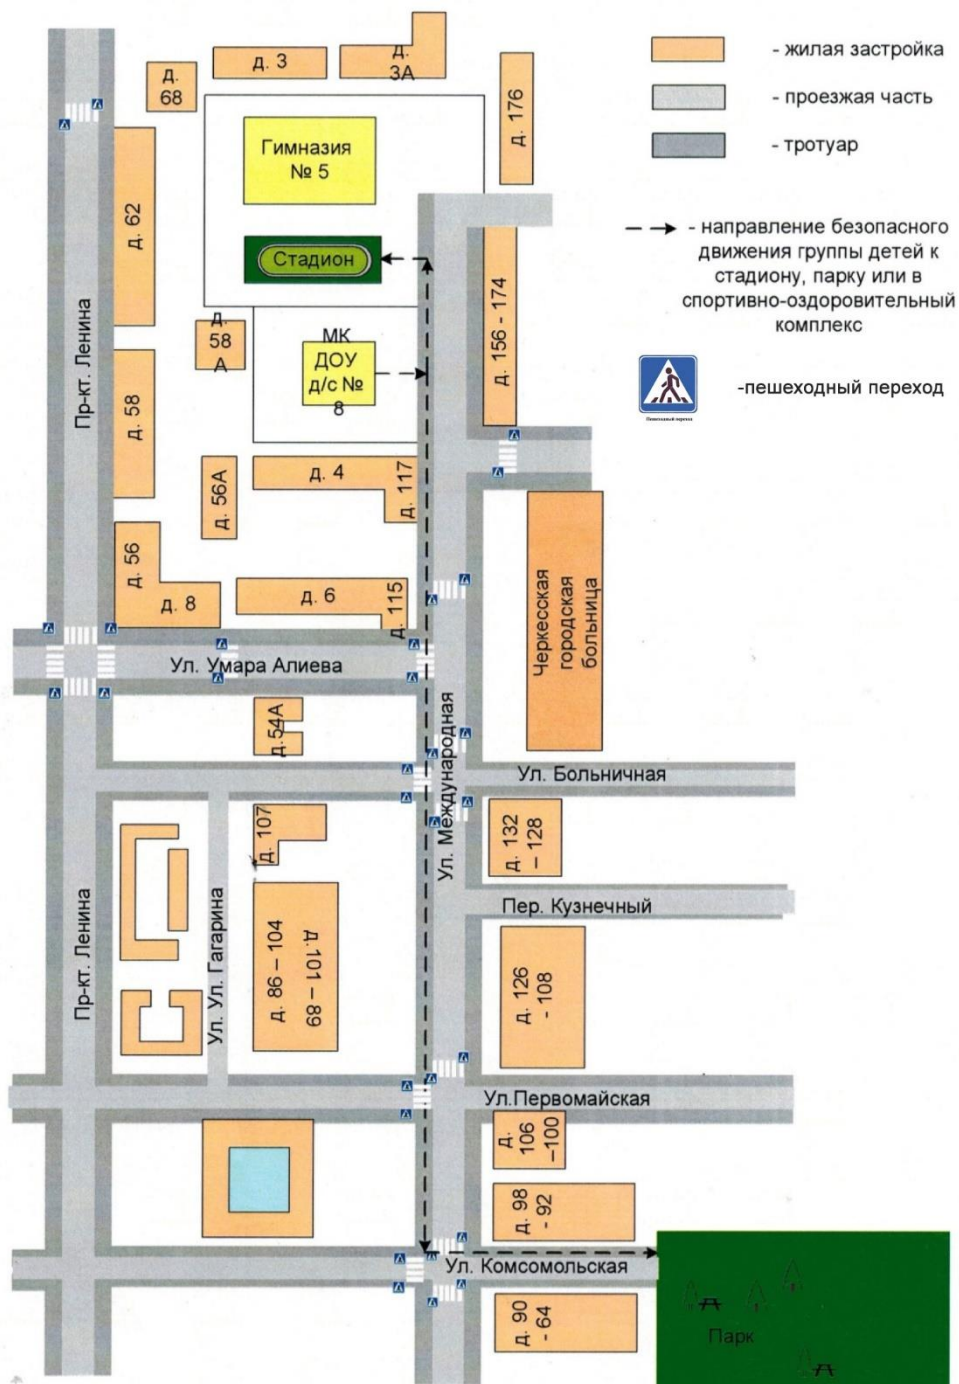 д.
3А
д. 3
д.
68
д. 176
- жилая застройка
- проезжая часть
- тротуар
Гимназия
№ 5
д. 62
Стадион
- направление безопасного
движения группы детей к
стадиону, парку или в
спортивно-оздоровительный
комплекс
Пр-кт. Ленина
д.
58
А
МК
ДОУ
д/с №
8
д. 156 - 174
-пешеходный переход
Пешеходный переход
д. 58
д. 56А
д. 4
д. 117
д. 56
д. 8
д. 6
д. 115
Черкесская
городская
больница
Ул. Умара Алиева
д.54А
Ул. Международная
Ул. Больничная
д. 107
д. 132
– 128
Пр-кт. Ленина
Ул. Ул. Гагарина
д. 86 – 104
д.101 – 89
Пер. Кузнечный
д. 126
- 108
Ул.Первомайская
д.
106
–100
д. 98
- 92
Ул. Комсомольская
д. 90
- 64
Парк